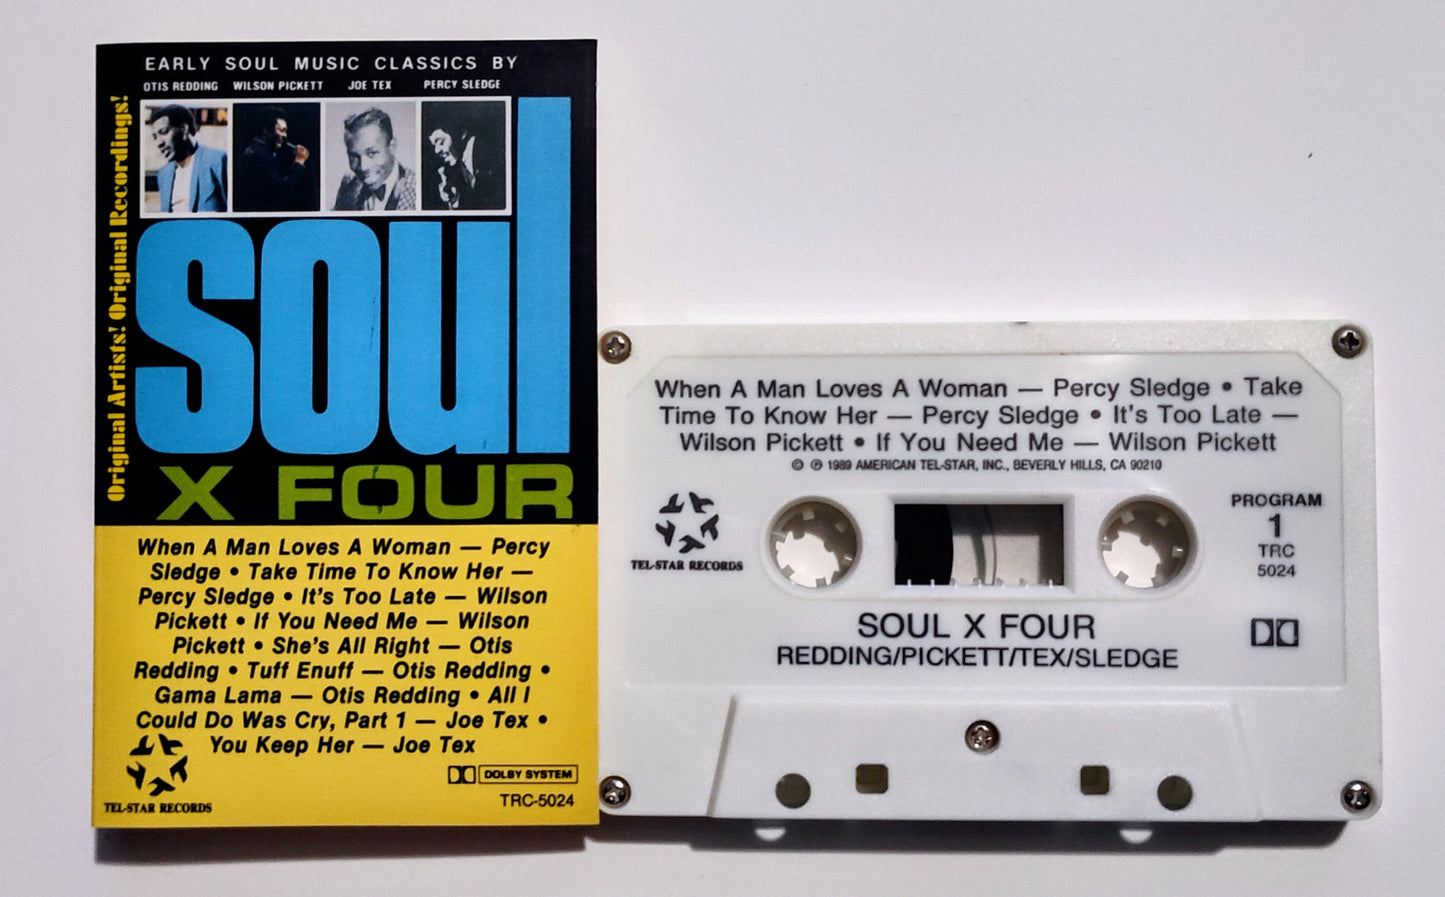 EARLY SOUL MUSIC CLASSICS BY
OTIS REDDING WILSON PICKETT JOE TEX PERCY SLEDGE
Original Artists! Original Recordings!
soul
X FOUR
When A Man Loves A Woman — Percy
Sledge • Take Time To Know Her —
Percy Sledge • It's Too Late — Wilson
Pickett • If You Need Me — Wilson
Pickett • She's All Right — Otis
Redding • Tuff Enuff — Otis Redding •
Gama Lama — Otis Redding • All I
Could Do Was Cry, Part 1 — Joe Tex •
You Keep Her — Joe Tex
DOLBY SYSTEM
TEL-STAR RECORDS
TRC-5024
When A Man Loves A Woman — Percy Sledge • Take
Time To Know Her — Percy Sledge • It's Too Late —
Wilson Pickett • If You Need Me — Wilson Pickett
© ℗ 1989 AMERICAN TEL-STAR, INC., BEVERLY HILLS, CA 90210
TEL-STAR RECORDS
PROGRAM
1
TRC
5024
SOUL X FOUR
REDDING/PICKETT/TEX/SLEDGE